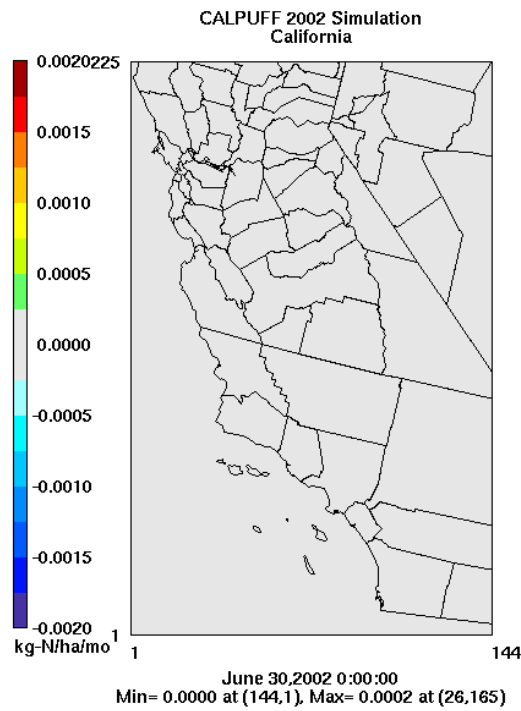 CALPUFF 2002 Simulation
California
0.0020
225
0.0015
0.0010
0.0005
0.0000
-0.0005
-0.0010
-0.0015
-0.0020
kg-N/ha/mo
1
1
144
June 30,2002 0:00:00
Min= 0.0000 at (144,1), Max= 0.0002 at (26,165)